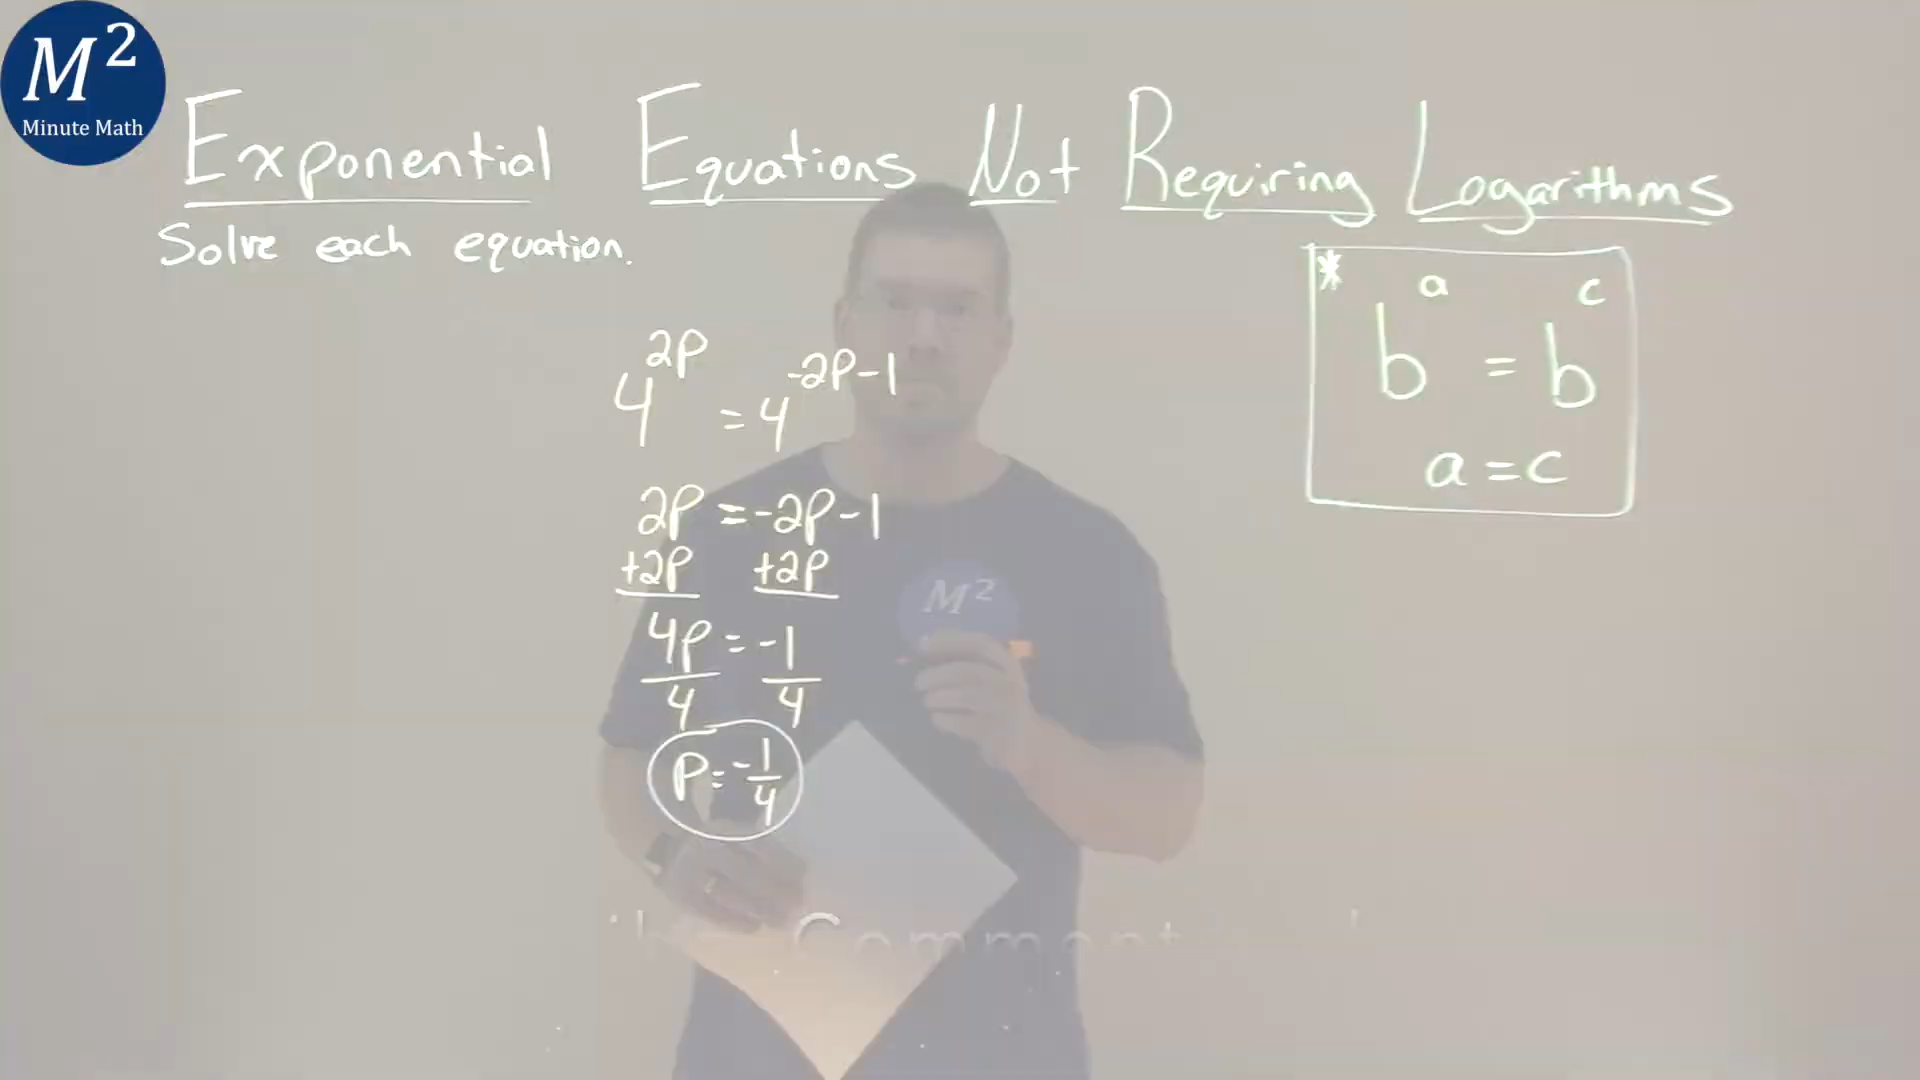 M²
Minute Math
Exponential Equations Not Requiring Logarithms
Solve each equation.
* b^a = b^c
a = c
4^2p = 4^-2p-1
2p = -2p-1
+2p +2p
4p = -1
4 4
p = -1/4
M²
Comment